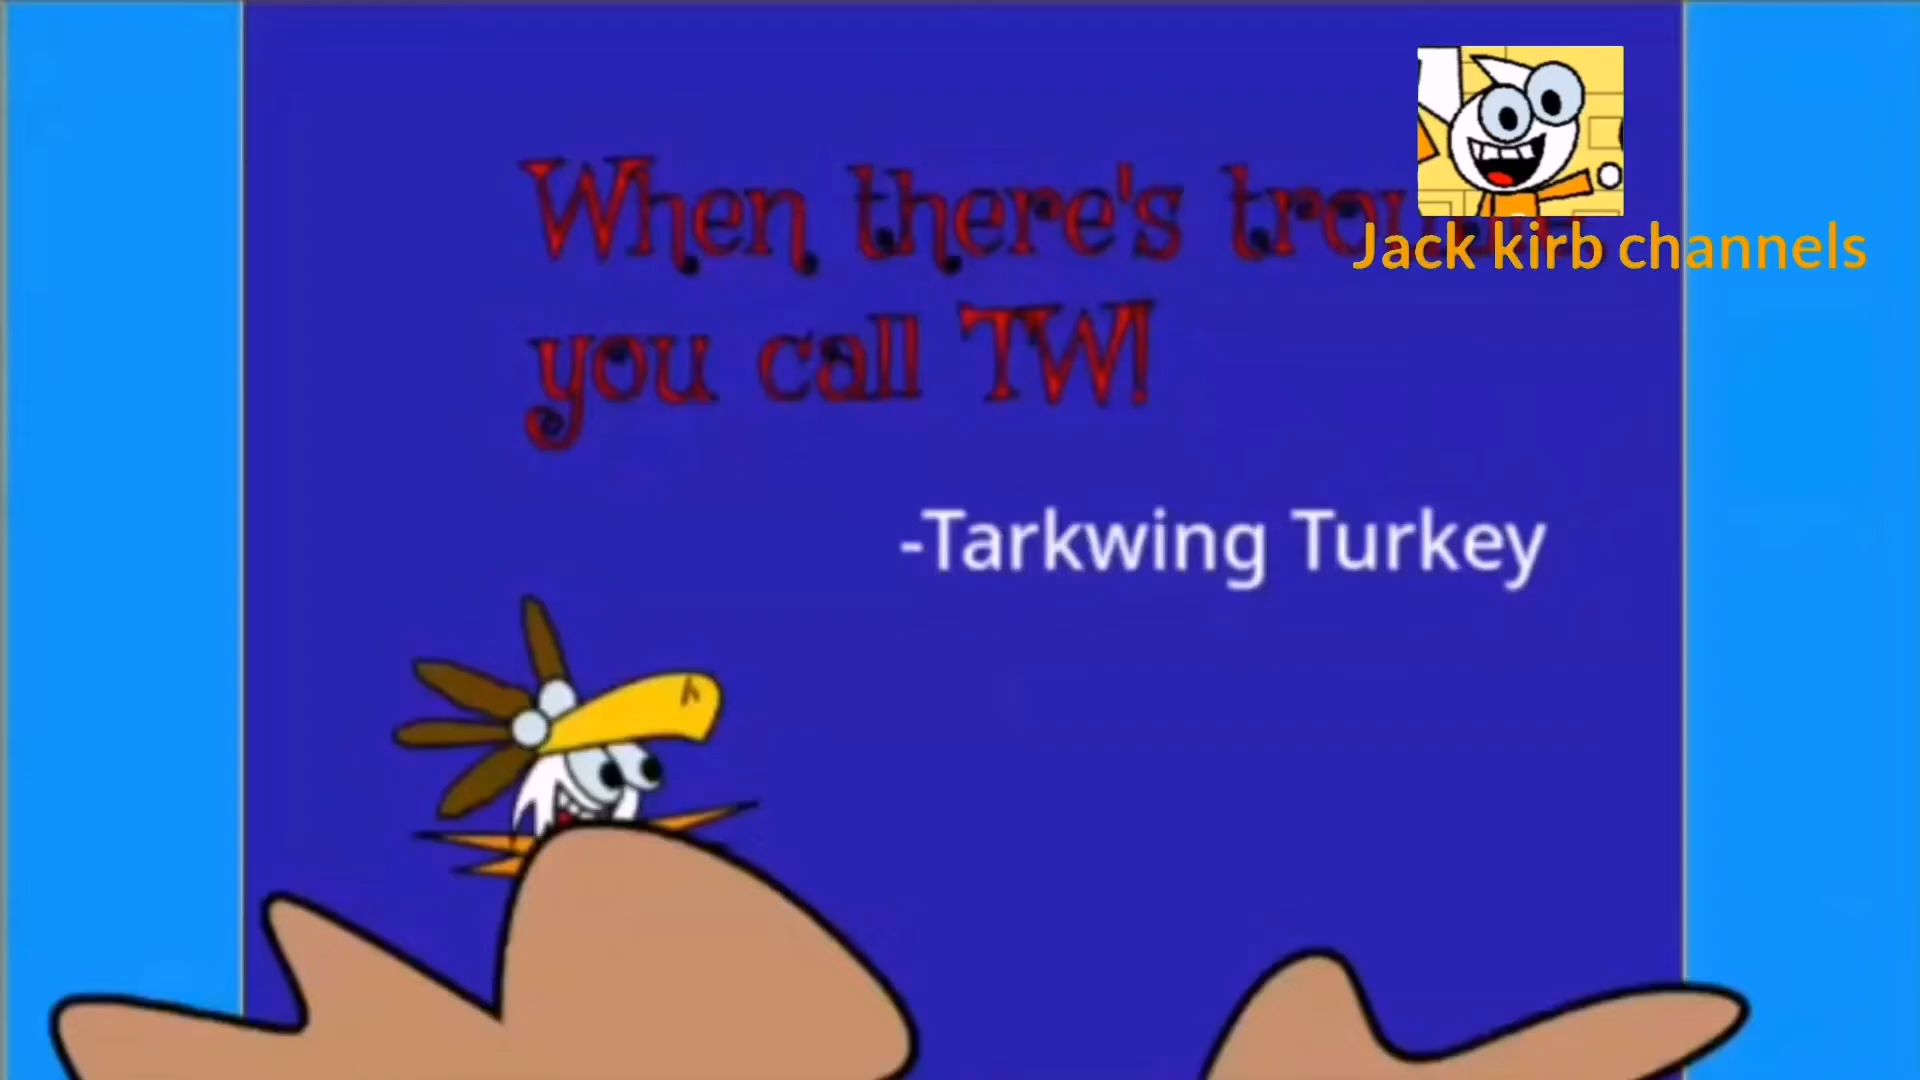 When there's
you call TW!
-Tarkwing Turkey
Jack kirb channels